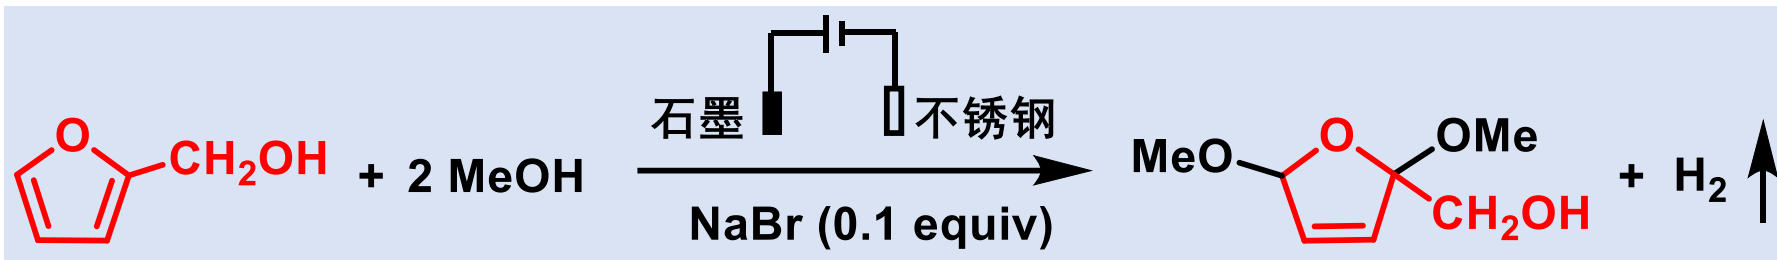 石墨 不锈钢
O CH₂OH + 2 MeOH MeO O OMe CH₂OH + H₂
NaBr (0.1 equiv)